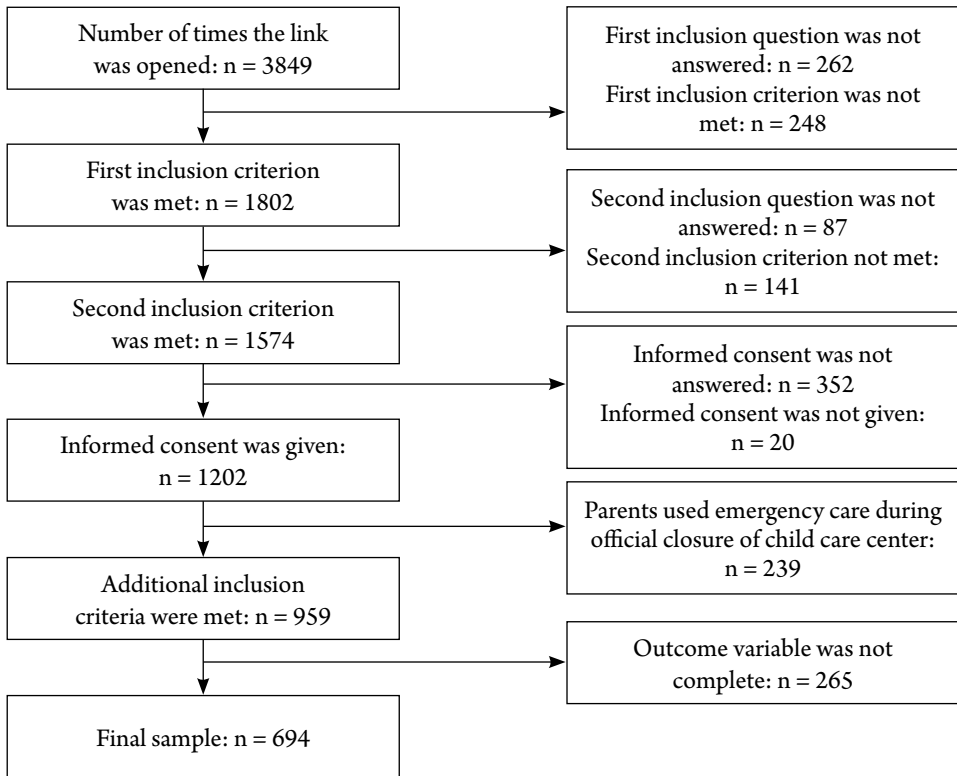 Number of times the link
was opened: n = 3849
First inclusion question was not
answered: n = 262
First inclusion criterion was not
met: n = 248
First inclusion criterion
was met: n = 1802
Second inclusion question was not
answered: n = 87
Second inclusion criterion not met:
n = 141
Second inclusion criterion
was met: n = 1574
Informed consent was not
answered: n = 352
Informed consent was not given:
n = 20
Informed consent was given:
n = 1202
Parents used emergency care during
official closure of child care center:
n = 239
Additional inclusion
criteria were met: n = 959
Outcome variable was not
complete: n = 265
Final sample: n = 694